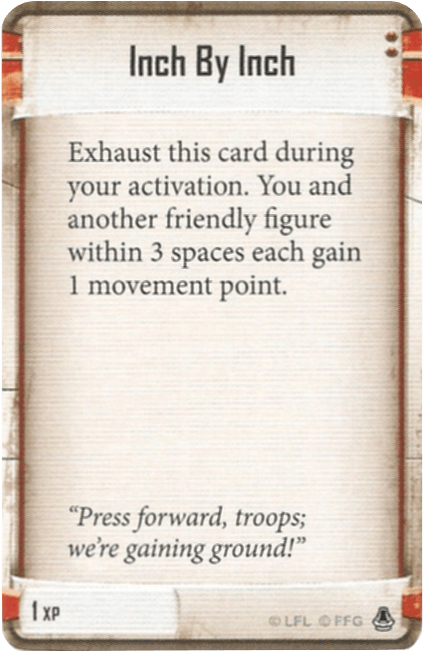 Inch By Inch
Exhaust this card during
your activation. You and
another friendly figure
within 3 spaces each gain
1 movement point.
“Press forward, troops;
we’re gaining ground!”
1 XP
© LFL © FFG